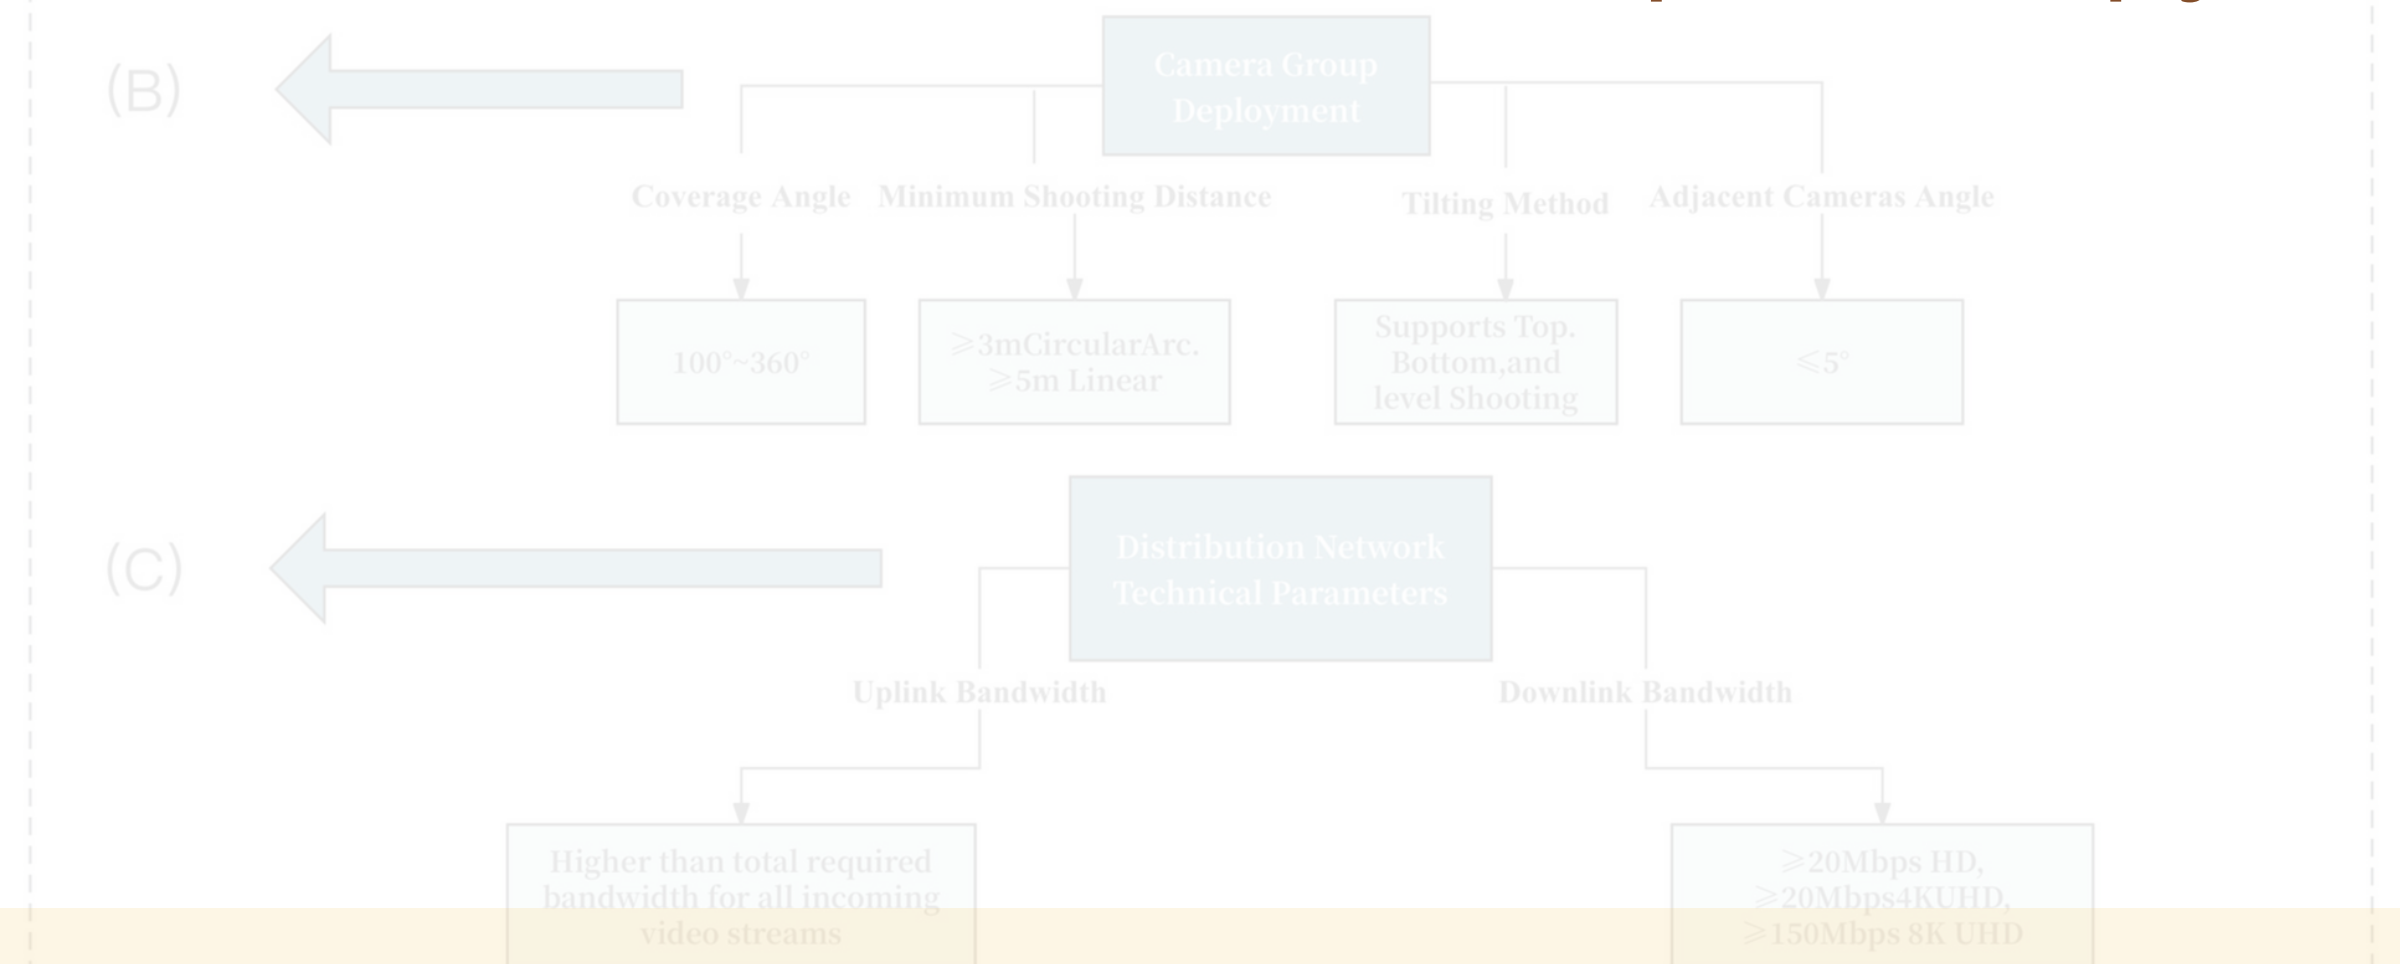 (B)
Camera Group
Deployment
Coverage Angle
Minimum Shooting Distance
Tilting Method
Adjacent Cameras Angle
100°~360°
≥3mCircularArc.
≥5m Linear
Supports Top.
Bottom,and
level Shooting
≤5°
(C)
Distribution Network
Technical Parameters
Uplink Bandwidth
Downlink Bandwidth
Higher than total required
bandwidth for all incoming
video streams
≥20Mbps HD,
≥20Mbps4KUHD,
≥150Mbps 8K UHD